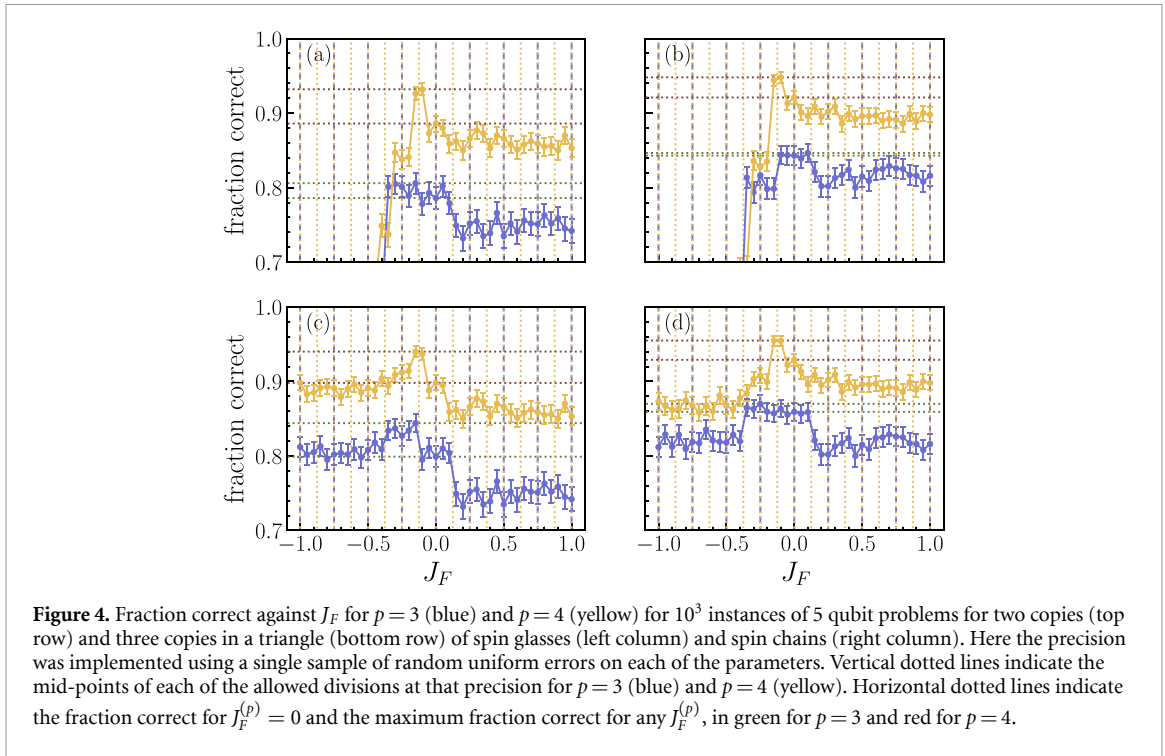 (a)
(b)
1.0
0.9
0.8
0.7
fraction correct
(c)
(d)
1.0
0.9
0.8
0.7
fraction correct
−1.0 −0.5 0.0 0.5 1.0
−1.0 −0.5 0.0 0.5 1.0
J_F
J_F
Figure 4. Fraction correct against J_F for p = 3 (blue) and p = 4 (yellow) for 10³ instances of 5 qubit problems for two copies (top
row) and three copies in a triangle (bottom row) of spin glasses (left column) and spin chains (right column). Here the precision
was implemented using a single sample of random uniform errors on each of the parameters. Vertical dotted lines indicate the
mid-points of each of the allowed divisions at that precision for p = 3 (blue) and p = 4 (yellow). Horizontal dotted lines indicate
the fraction correct for J_F^(p) = 0 and the maximum fraction correct for any J_F^(p), in green for p = 3 and red for p = 4.